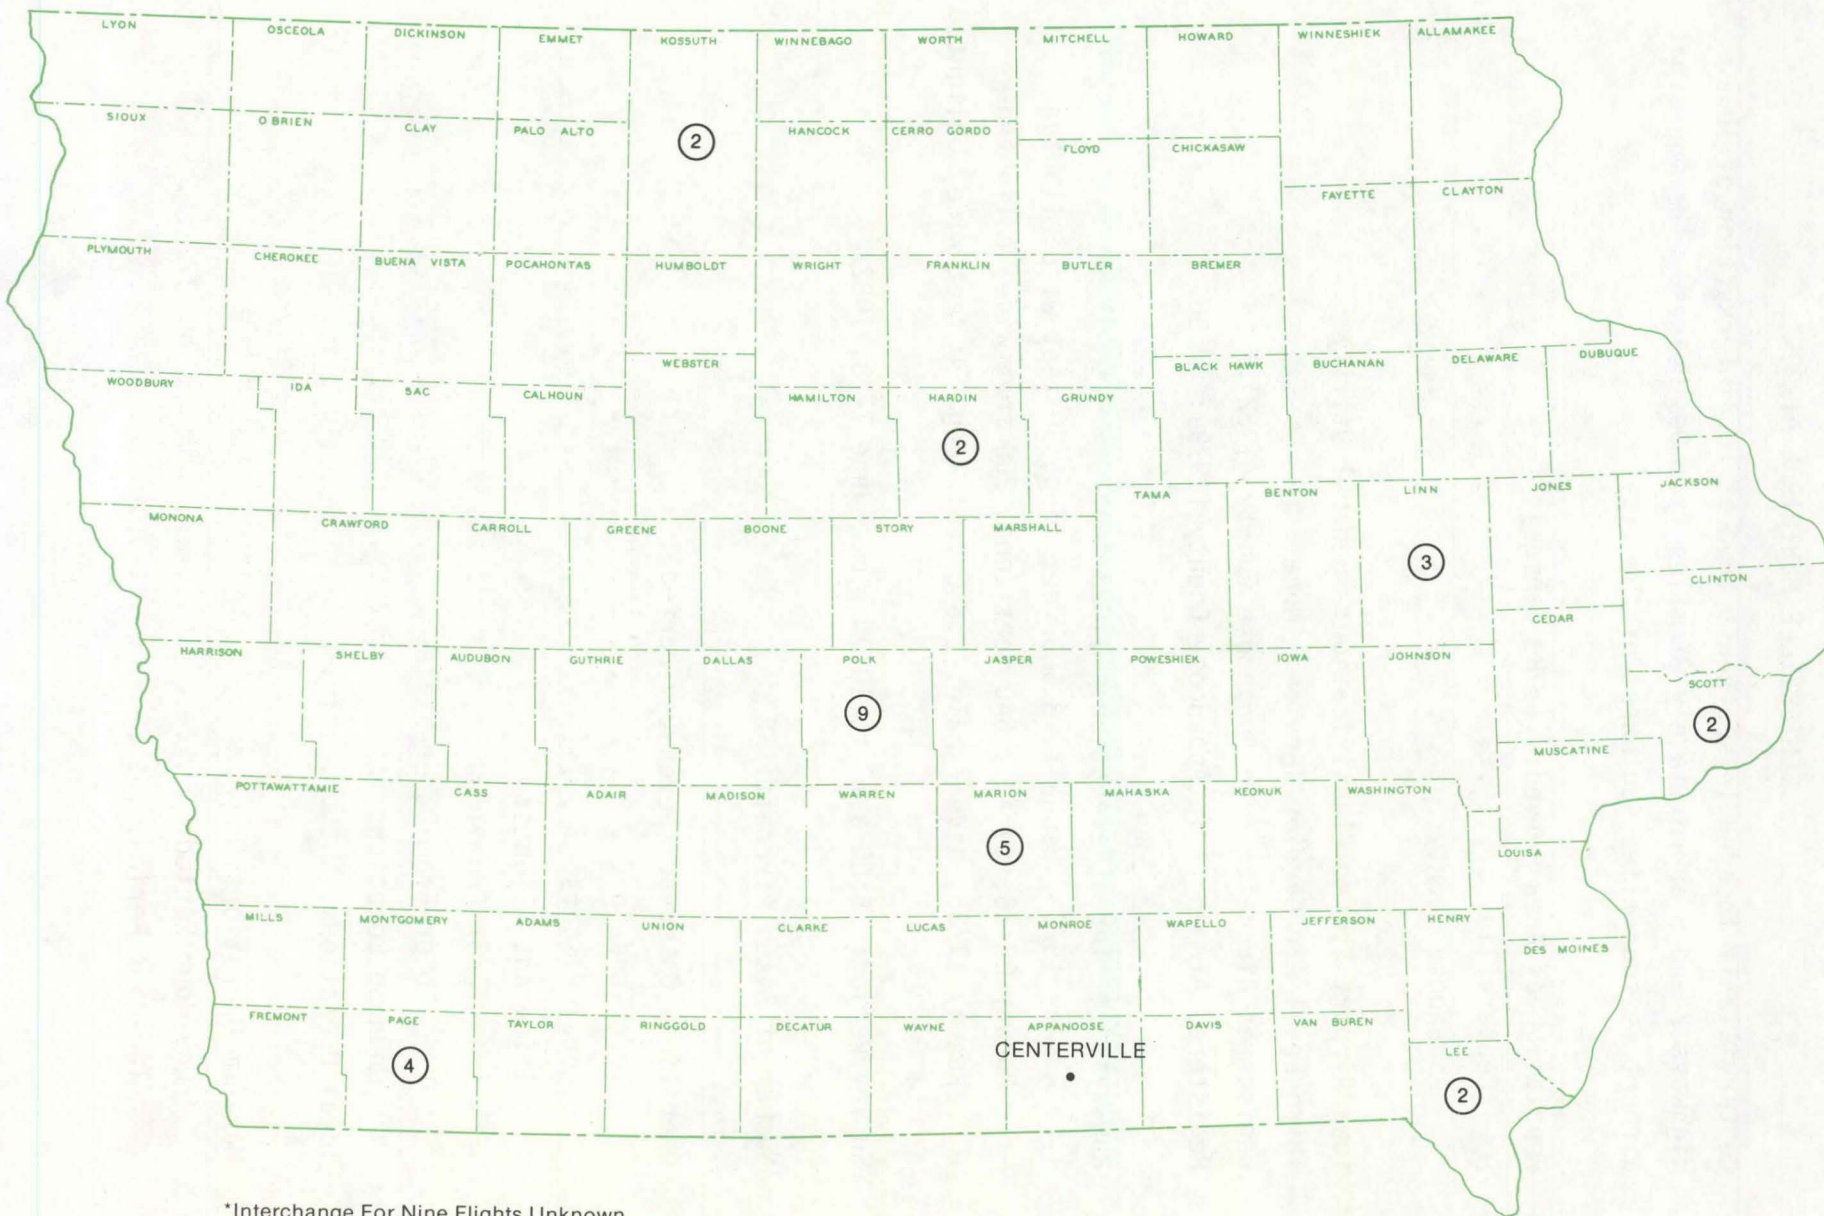 LYON OSCEOLA DICKINSON EMMET KOSSUTH WINNEBAGO WORTH MITCHELL HOWARD WINNESHIEK ALLAMAKEE
SIOUX O BRIEN CLAY PALO ALTO 2 HANCOCK CERRO GORDO FLOYD CHICKASAW
FAYETTE CLAYTON
PLYMOUTH CHEROKEE BUENA VISTA POCAHONTAS HUMBOLDT WRIGHT FRANKLIN BUTLER BREMER
WEBSTER BLACK HAWK BUCHANAN DELAWARE DUBUQUE
WOODBURY IDA SAC CALHOUN HAMILTON HARDIN GRUNDY
2
TAMA BENTON LINN JONES JACKSON
MONONA CRAWFORD CARROLL GREENE BOONE STORY MARSHALL
3
CLINTON
CEDAR
HARRISON SHELBY AUDUBON GUTHRIE DALLAS POLK JASPER POWESHIEK IOWA JOHNSON
SCOTT
9
2
MUSCATINE
POTTAWATTAMIE CASS ADAIR MADISON WARREN MARION MAHASKA KEOKUK WASHINGTON
5
LOUISA
MILLS MONTGOMERY ADAMS UNION CLARKE LUCAS MONROE WAPELLO JEFFERSON HENRY
DES MOINES
FREMONT PAGE TAYLOR RINGGOLD DECATUR WAYNE APPANOOSE DAVIS VAN BUREN
CENTERVILLE
LEE
4
2
*Interchange For Nine Flights Unknown